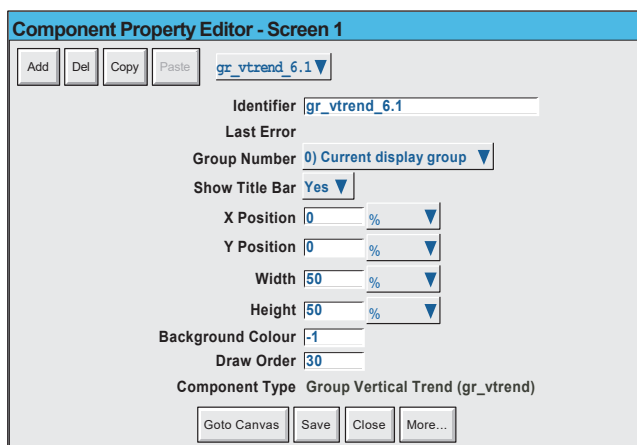 Component Property Editor - Screen 1
Add Del Copy Paste gr_vtrend_6.1
Identifier gr_vtrend_6.1
Last Error
Group Number 0) Current display group
Show Title Bar Yes
X Position 0 %
Y Position 0 %
Width 50 %
Height 50 %
Background Colour -1
Draw Order 30
Component Type Group Vertical Trend (gr_vtrend)
Goto Canvas Save Close More...